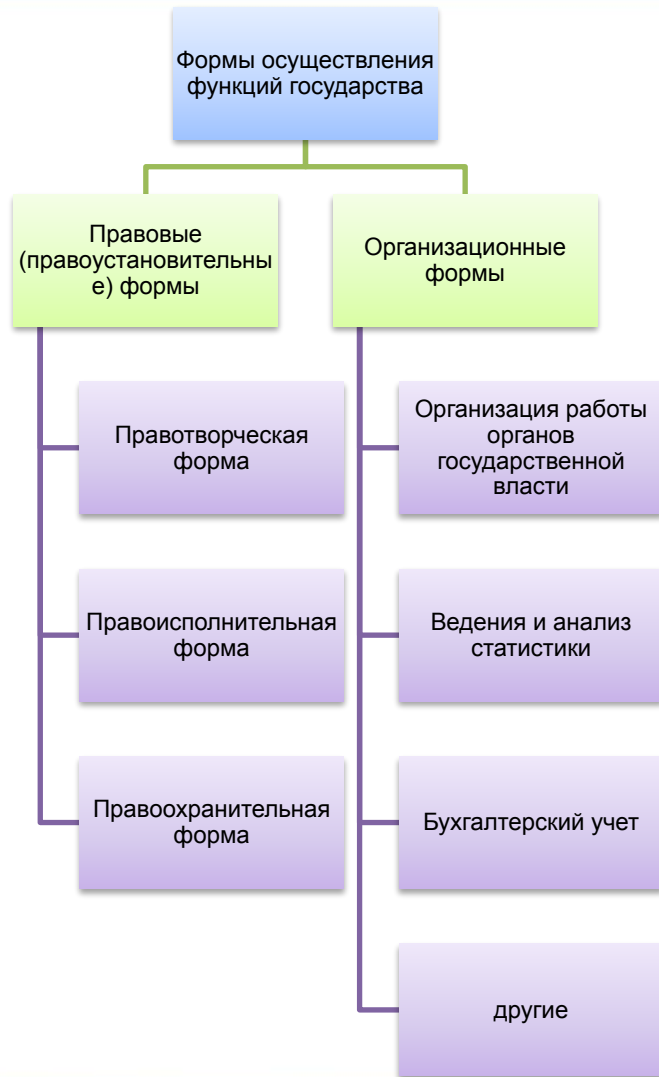 Формы осуществления
функций государства
Правовые
(правоустановительны
е) формы
Организационные
формы
Правотворческая
форма
Организация работы
органов
государственной
власти
Правоисполнительная
форма
Ведения и анализ
статистики
Правоохранительная
форма
Бухгалтерский учет
другие